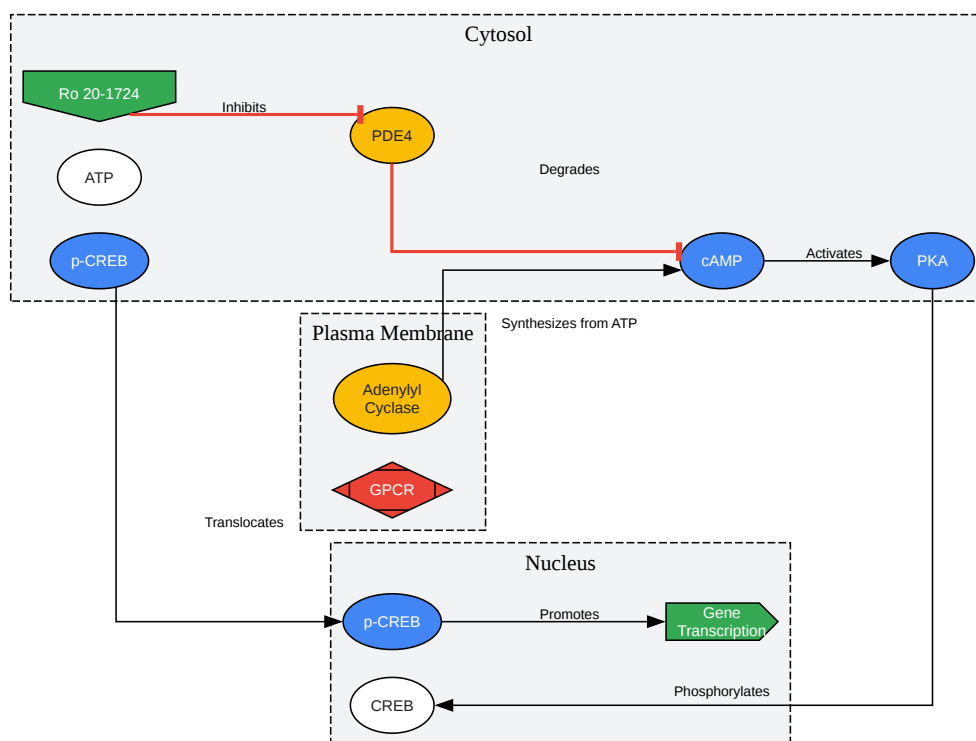 Cytosol
Ro 20-1724
Inhibits
PDE4
ATP
Degrades
p-CREB
cAMP
Activates
PKA
Synthesizes from ATP
Plasma Membrane
Adenylyl
Cyclase
GPCR
Translocates
Nucleus
p-CREB
Promotes
Gene
Transcription
Phosphorylates
CREB